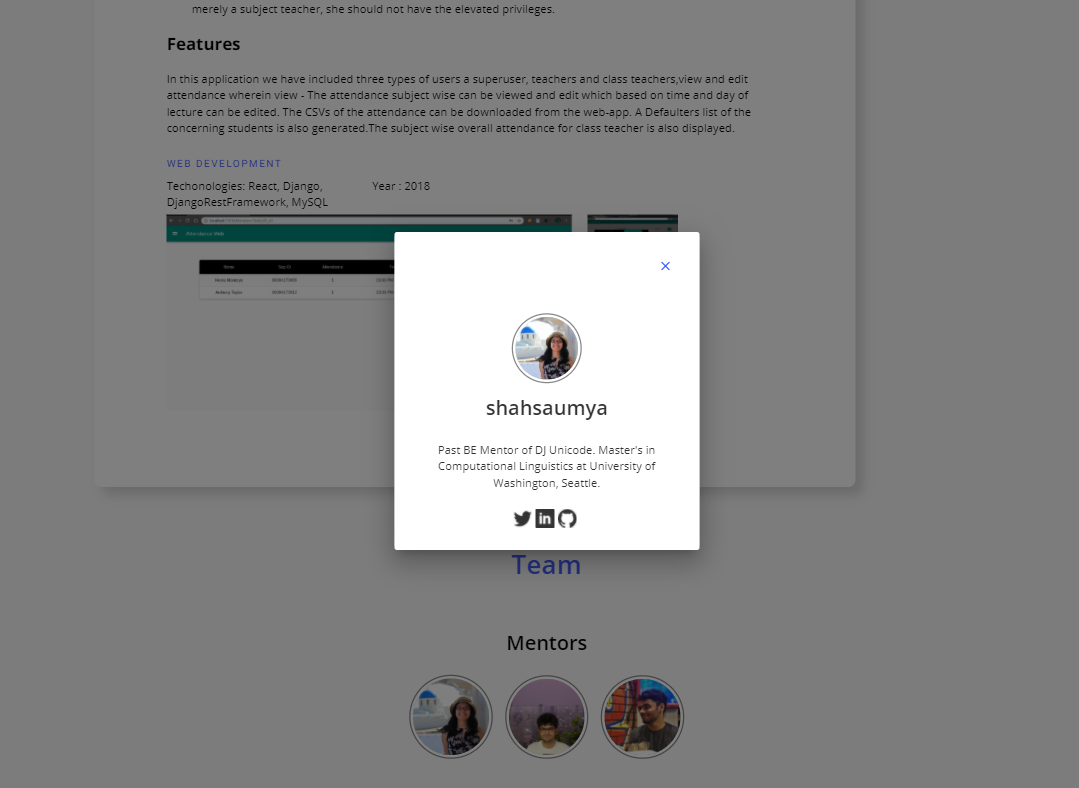 merely a subject teacher, she should not have the elevated privileges.
Features
In this application we have included three types of users a superuser, teachers and class teachers,view and edit
attendance wherein view - The attendance subject wise can be viewed and edit which based on time and day of
lecture can be edited. The CSVs of the attendance can be downloaded from the web-app. A Defaulters list of the
concerning students is also generated.The subject wise overall attendance for class teacher is also displayed.
WEB DEVELOPMENT
Techonologies: React, Django,
DjangoRestFramework, MySQL
Year : 2018
Attendance Web
shahsaumya
Past BE Mentor of DJ Unicode. Master's in
Computational Linguistics at University of
Washington, Seattle.
in
Team
Mentors